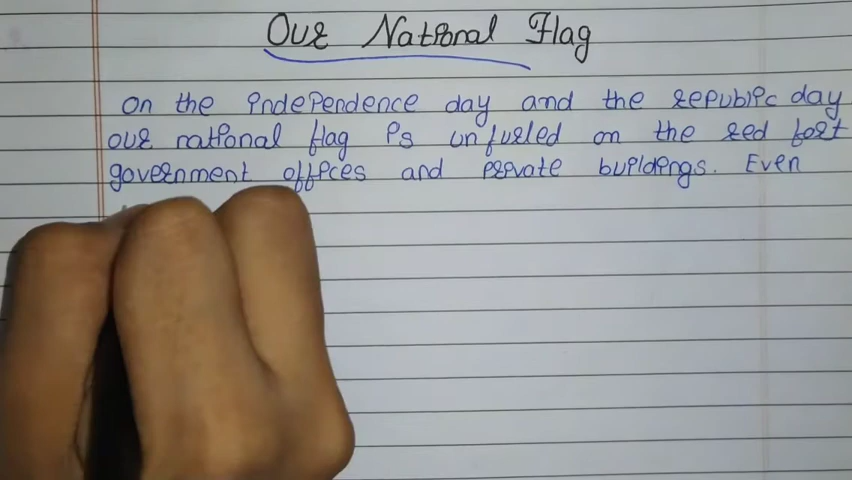 Our National Flag
On the independence day and the republic day
our national flag is unfurled on the red fort
government offices and private buildings. Even